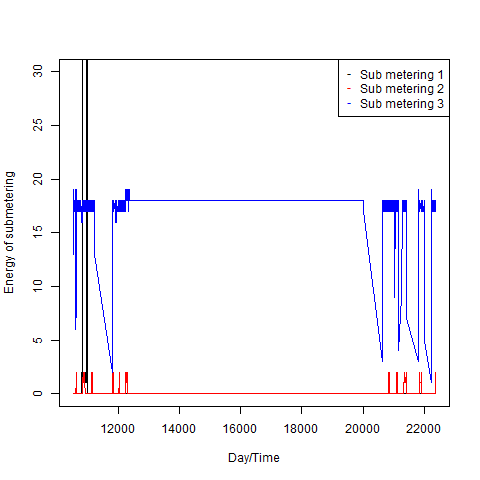 Sub metering 1
Sub metering 2
Sub metering 3
30
25
20
15
10
5
0
Energy of submetering
12000 14000 16000 18000 20000 22000
Day/Time